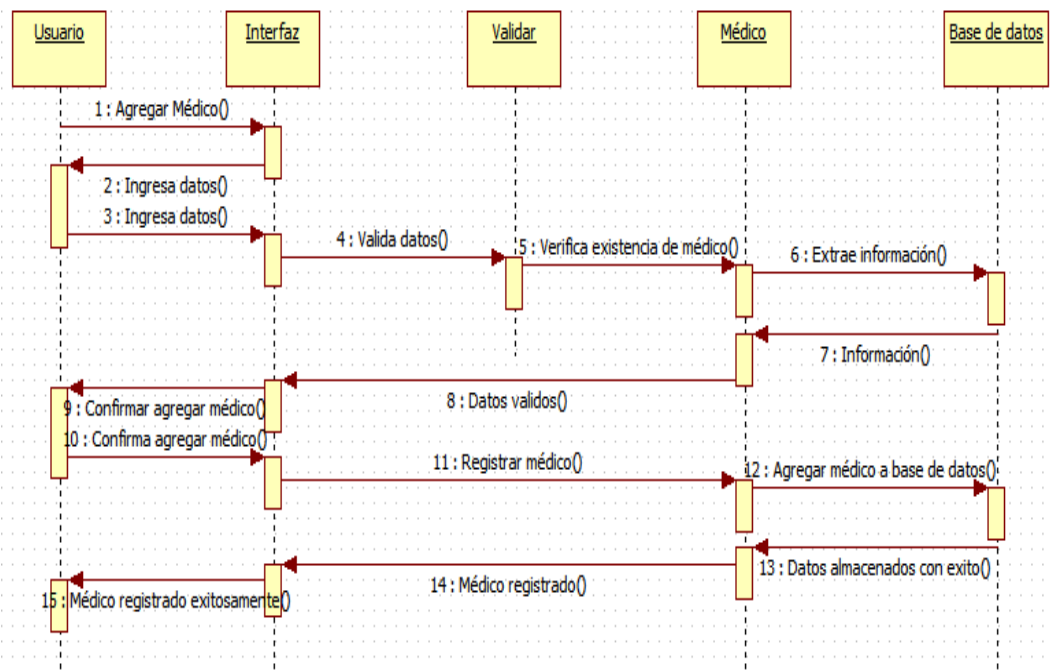 Usuario
Interfaz
Validar
Médico
Base de datos
1 : Agregar Médico()
2 : Ingresa datos()
3 : Ingresa datos()
4 : Valida datos()
5 : Verifica existencia de médico()
6 : Extrae información()
7 : Información()
8 : Datos validos()
9 : Confirmar agregar médico()
10 : Confirma agregar médico()
11 : Registrar médico()
12 : Agregar médico a base de datos()
13 : Datos almacenados con exito()
14 : Médico registrado()
15 : Médico registrado exitosamente()